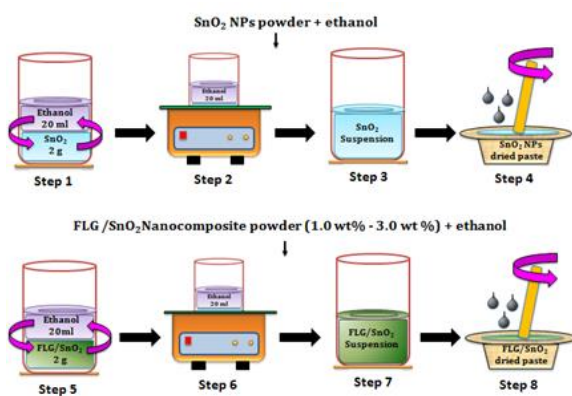 SnO₂ NPs powder + ethanol
Ethanol
20 ml
SnO₂
2 g
Ethanol
20 ml
SnO₂
Suspension
SnO₂ NPs
dried paste
Step 1
Step 2
Step 3
Step 4
FLG /SnO₂Nanocomposite powder (1.0 wt% - 3.0 wt %) + ethanol
Ethanol
20ml
FLG/SnO₂
2 g
Ethanol
20 ml
FLG/SnO₂
Suspension
FLG/SnO₂
dried paste
Step 5
Step 6
Step 7
Step 8